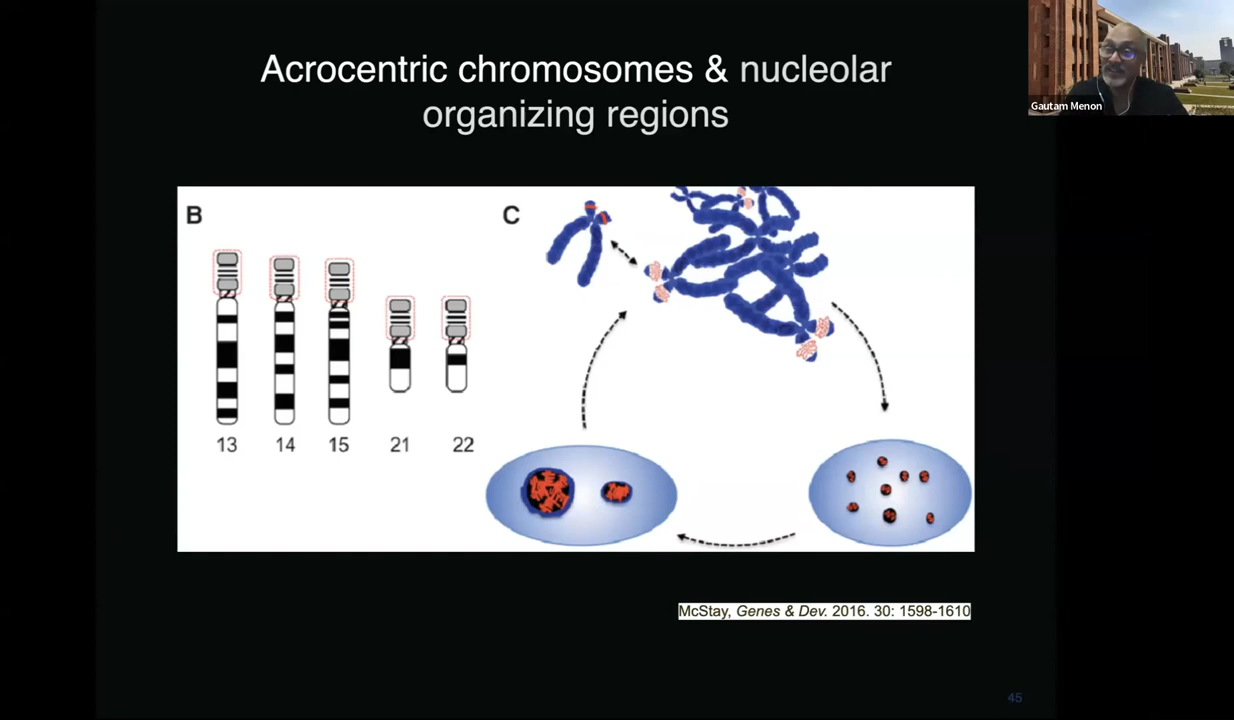 Acrocentric chromosomes & nucleolar
organizing regions
Gautam Menon
B
C
13 14 15 21 22
McStay, Genes & Dev. 2016. 30: 1598-1610
45